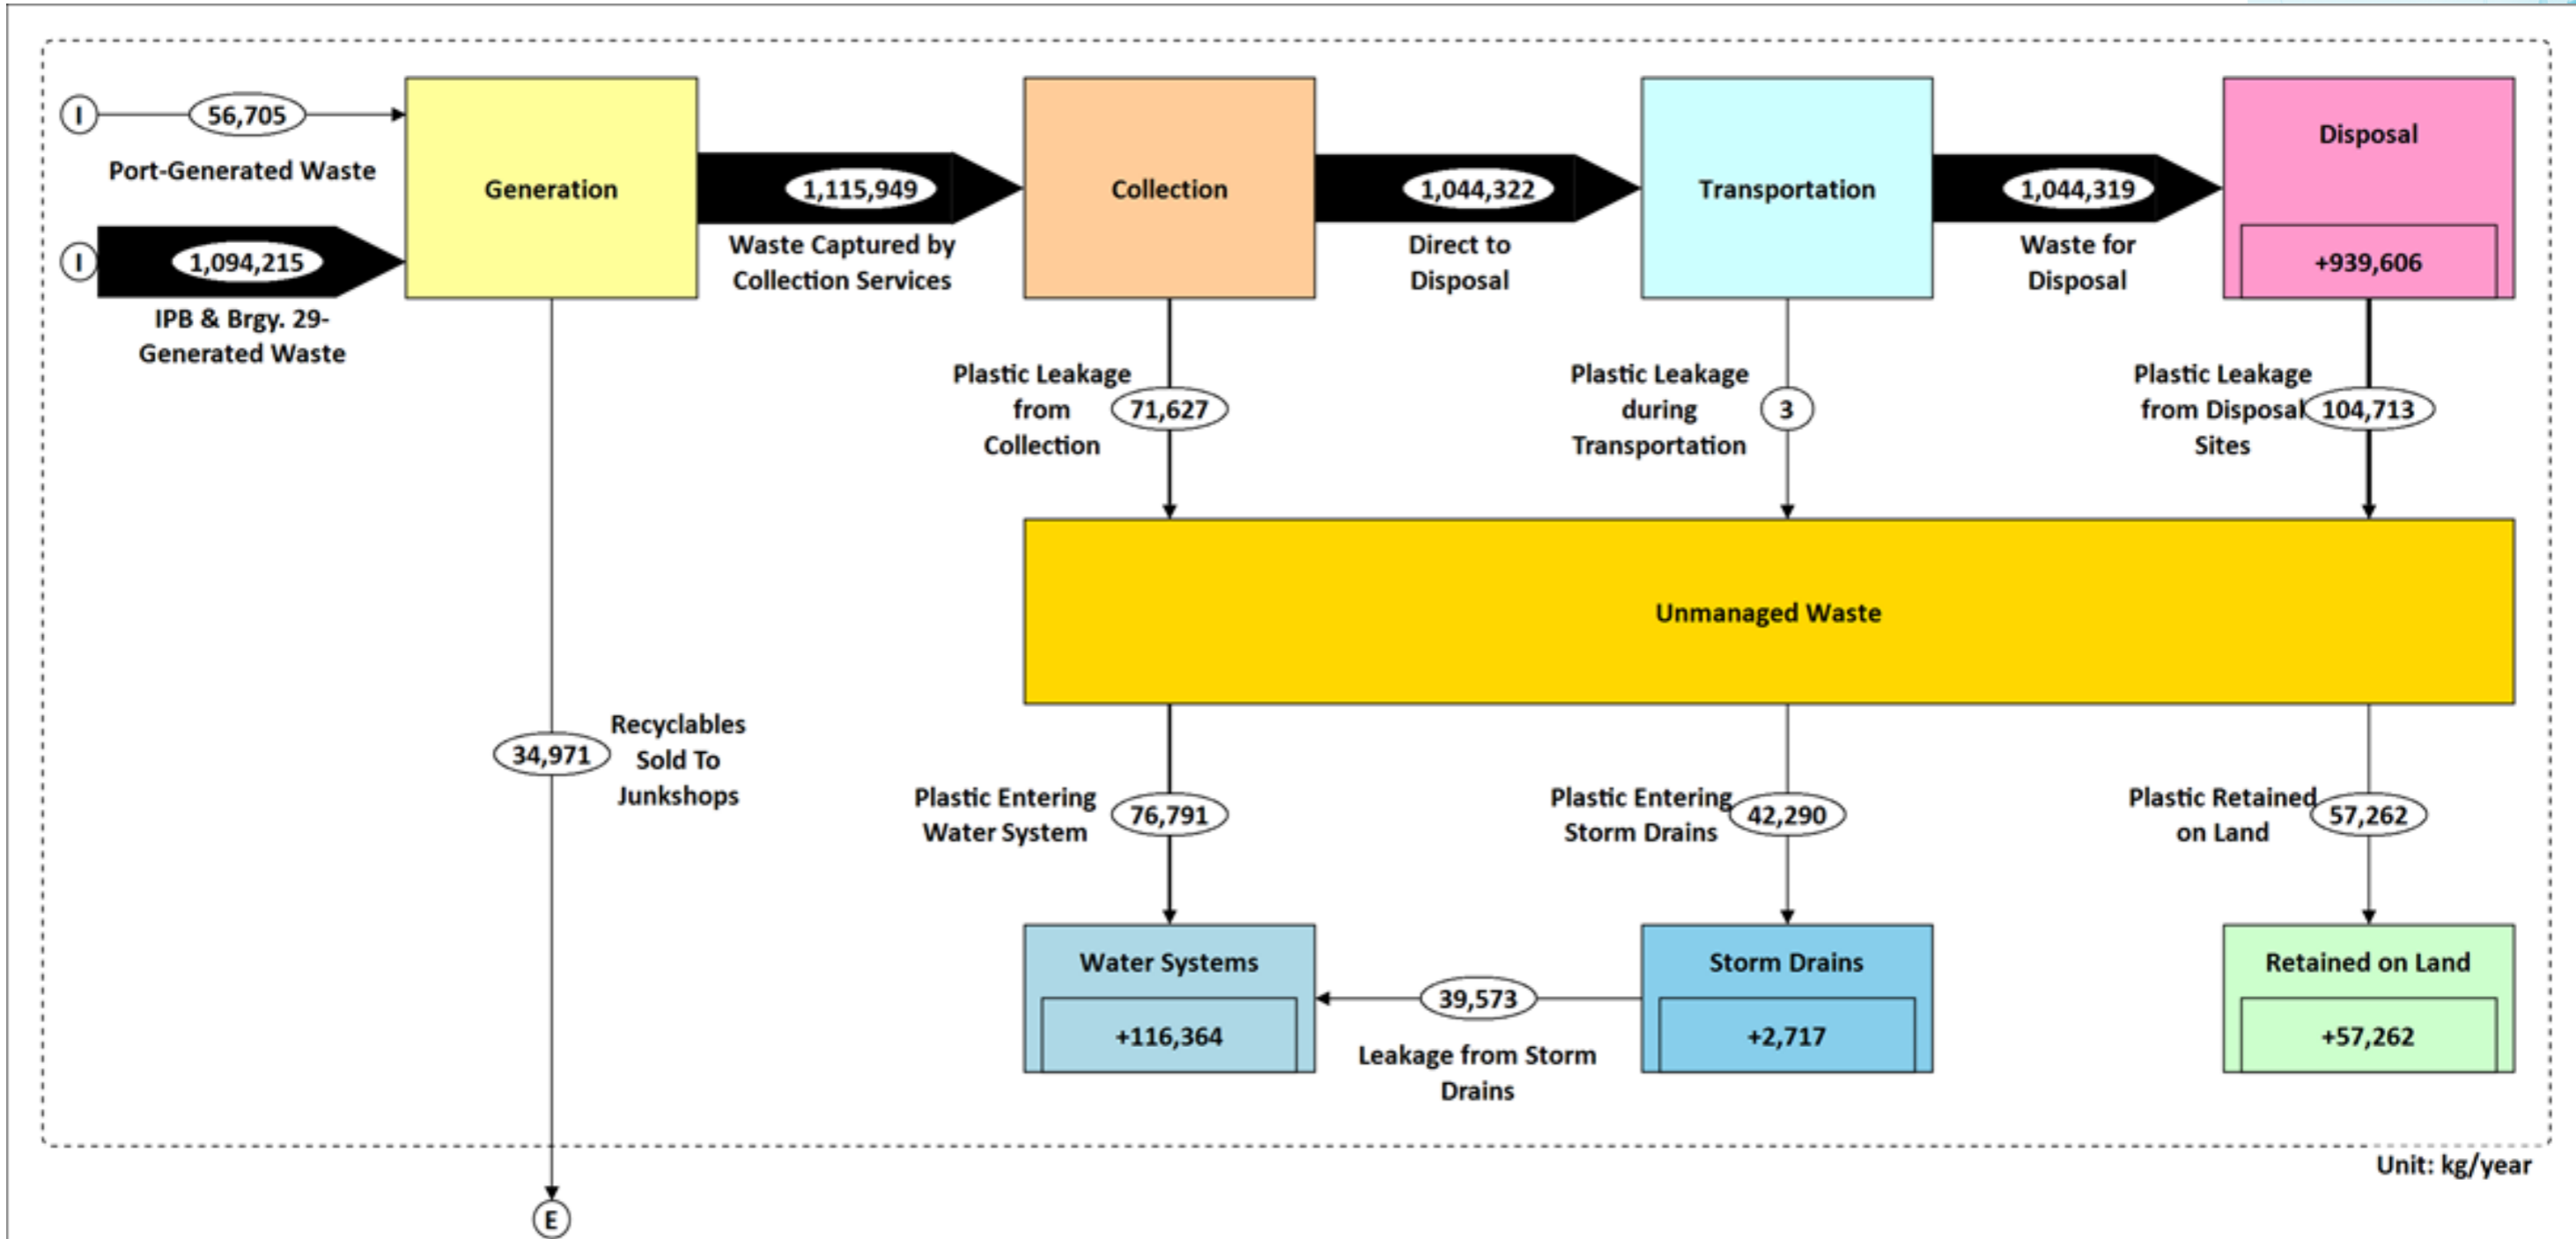 I
56,705
Port-Generated Waste
I
1,094,215
IPB & Brgy. 29-
Generated Waste
Generation
1,115,949
Waste Captured by
Collection Services
Collection
1,044,322
Direct to
Disposal
Transportation
1,044,319
Waste for
Disposal
Disposal
+939,606
Plastic Leakage
from
Collection
71,627
Plastic Leakage
during
Transportation
3
Plastic Leakage
from Disposal
Sites
104,713
Unmanaged Waste
34,971
Recyclables
Sold To
Junkshops
Plastic Entering
Water System
76,791
Plastic Entering
Storm Drains
42,290
Plastic Retained
on Land
57,262
Water Systems
+116,364
39,573
Leakage from Storm
Drains
Storm Drains
+2,717
Retained on Land
+57,262
Unit: kg/year
E